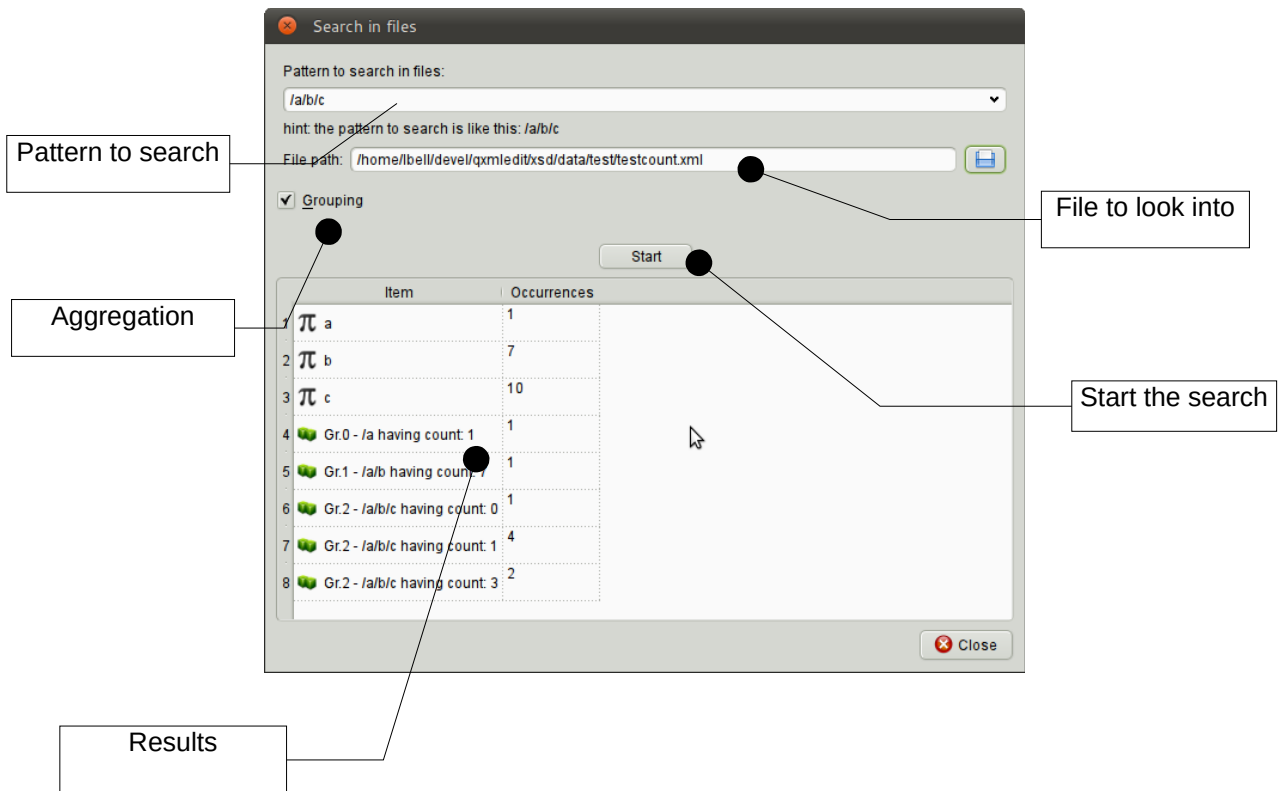 Search in files
Pattern to search in files:
/a/b/c
hint: the pattern to search is like this: /a/b/c
Pattern to search
File path: /home/lbell/devel/qxmledit/xsd/data/test/testcount.xml
Grouping
File to look into
Start
Item Occurrences
Aggregation
1 π a 1
2 π b 7
3 π c 10
Start the search
4 Gr.0 - /a having count: 1 1
5 Gr.1 - /a/b having count: 7 1
6 Gr.2 - /a/b/c having count: 0 1
7 Gr.2 - /a/b/c having count: 1 4
8 Gr.2 - /a/b/c having count: 3 2
Close
Results